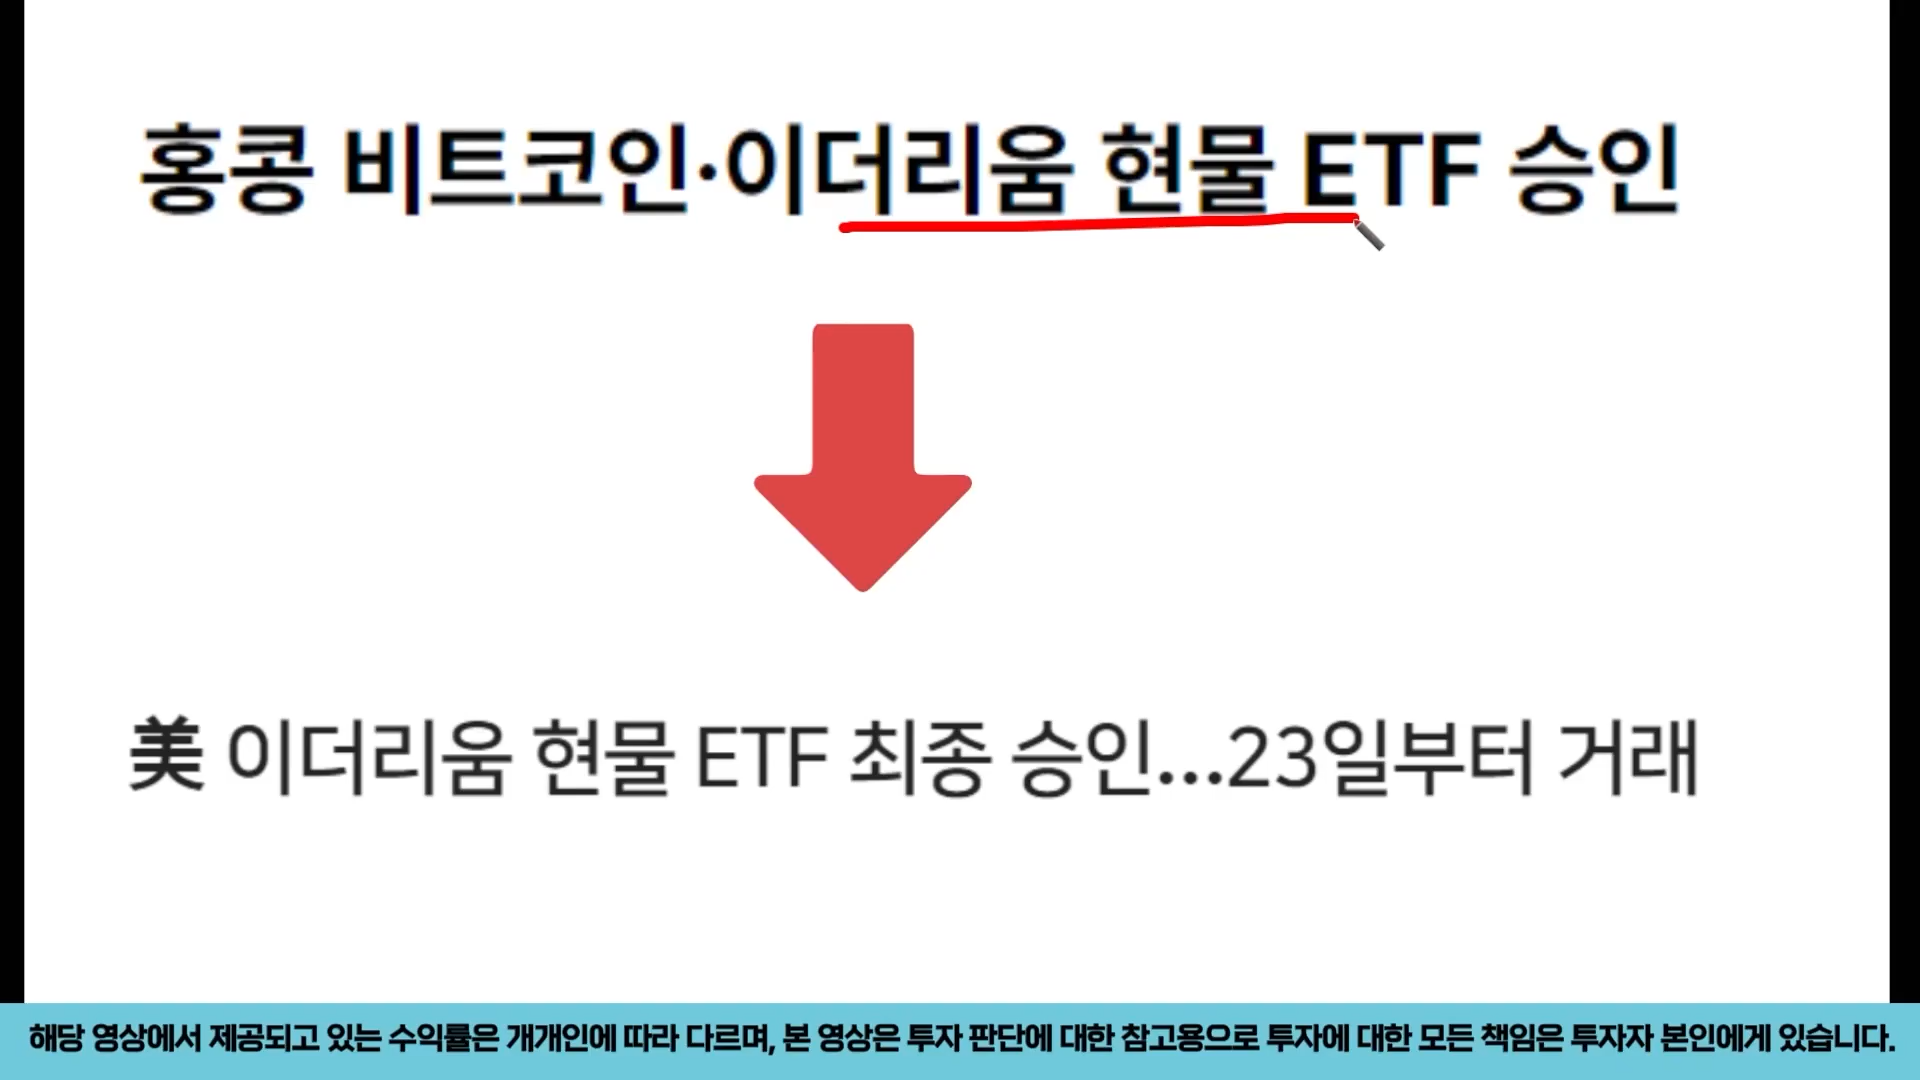 홍콩 비트코인·이더리움 현물 ETF 승인
美 이더리움 현물 ETF 최종 승인...23일부터 거래
해당 영상에서 제공되고 있는 수익률은 개개인에 따라 다르며, 본 영상은 투자 판단에 대한 참고용으로 투자에 대한 모든 책임은 투자자 본인에게 있습니다.